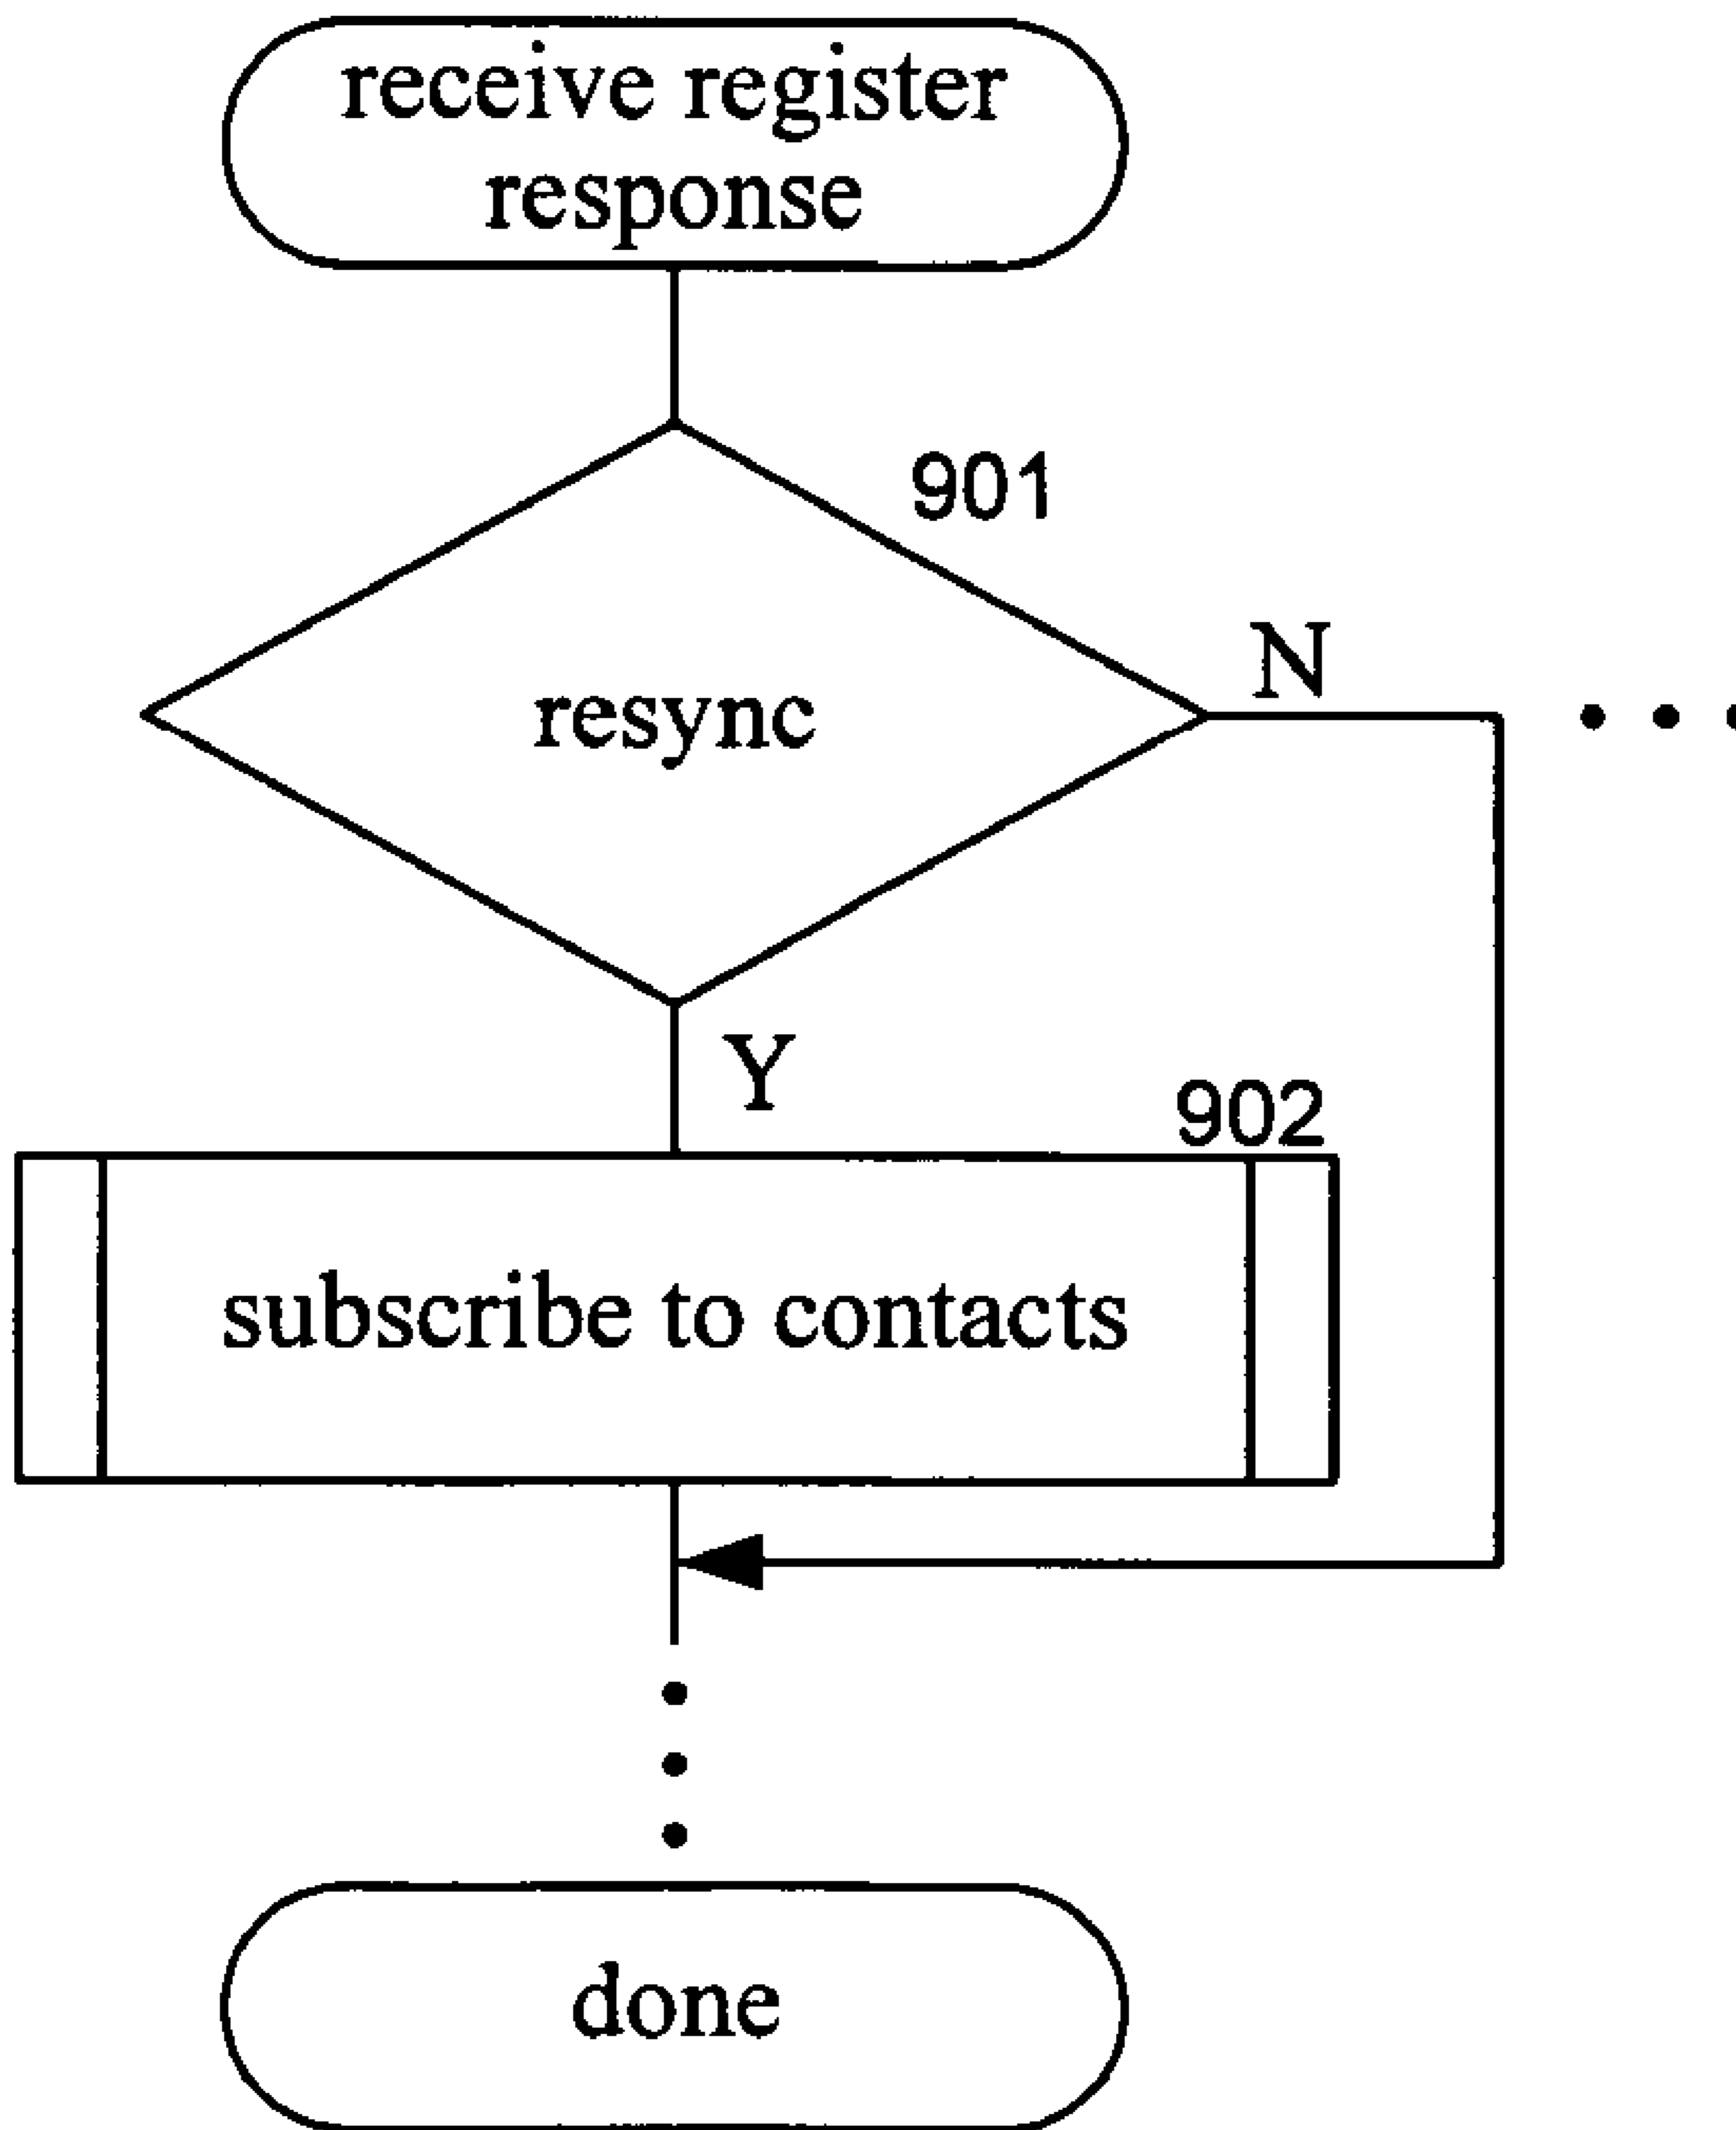 receive register
response
901
resync
N
Y
902
subscribe to contacts
done